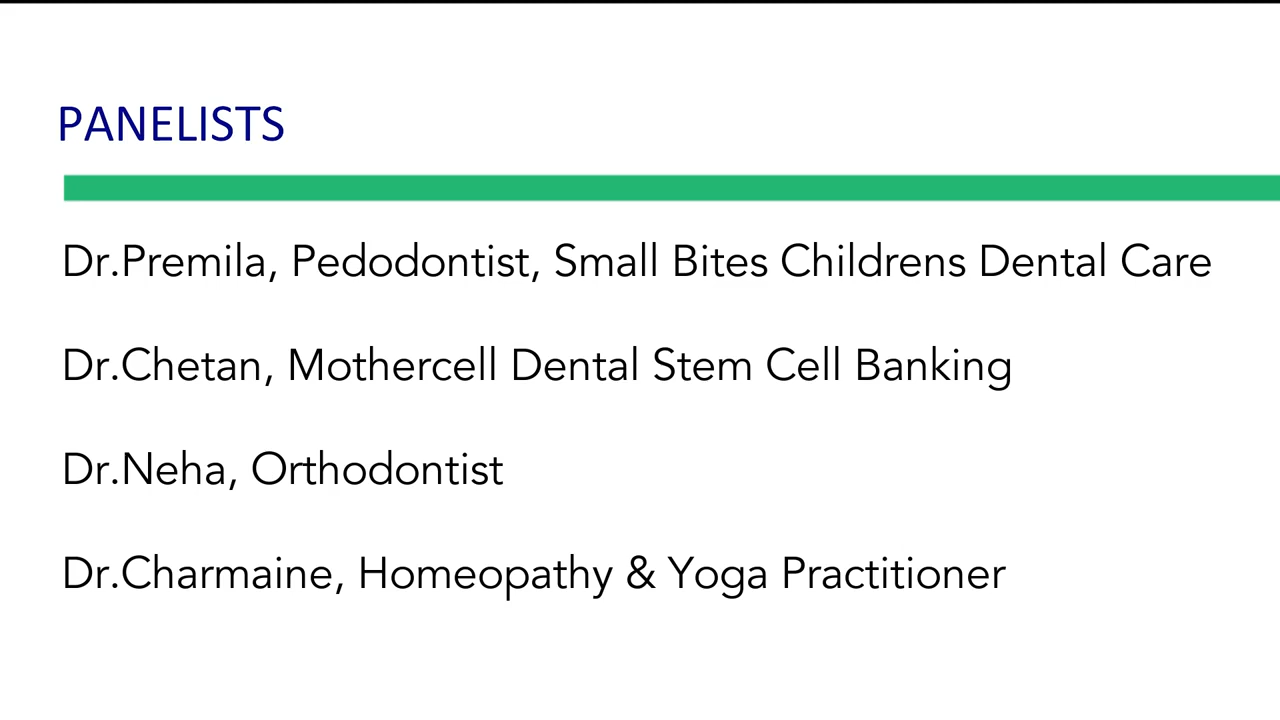 PANELISTS
Dr.Premila, Pedodontist, Small Bites Childrens Dental Care
Dr.Chetan, Mothercell Dental Stem Cell Banking
Dr.Neha, Orthodontist
Dr.Charmaine, Homeopathy & Yoga Practitioner